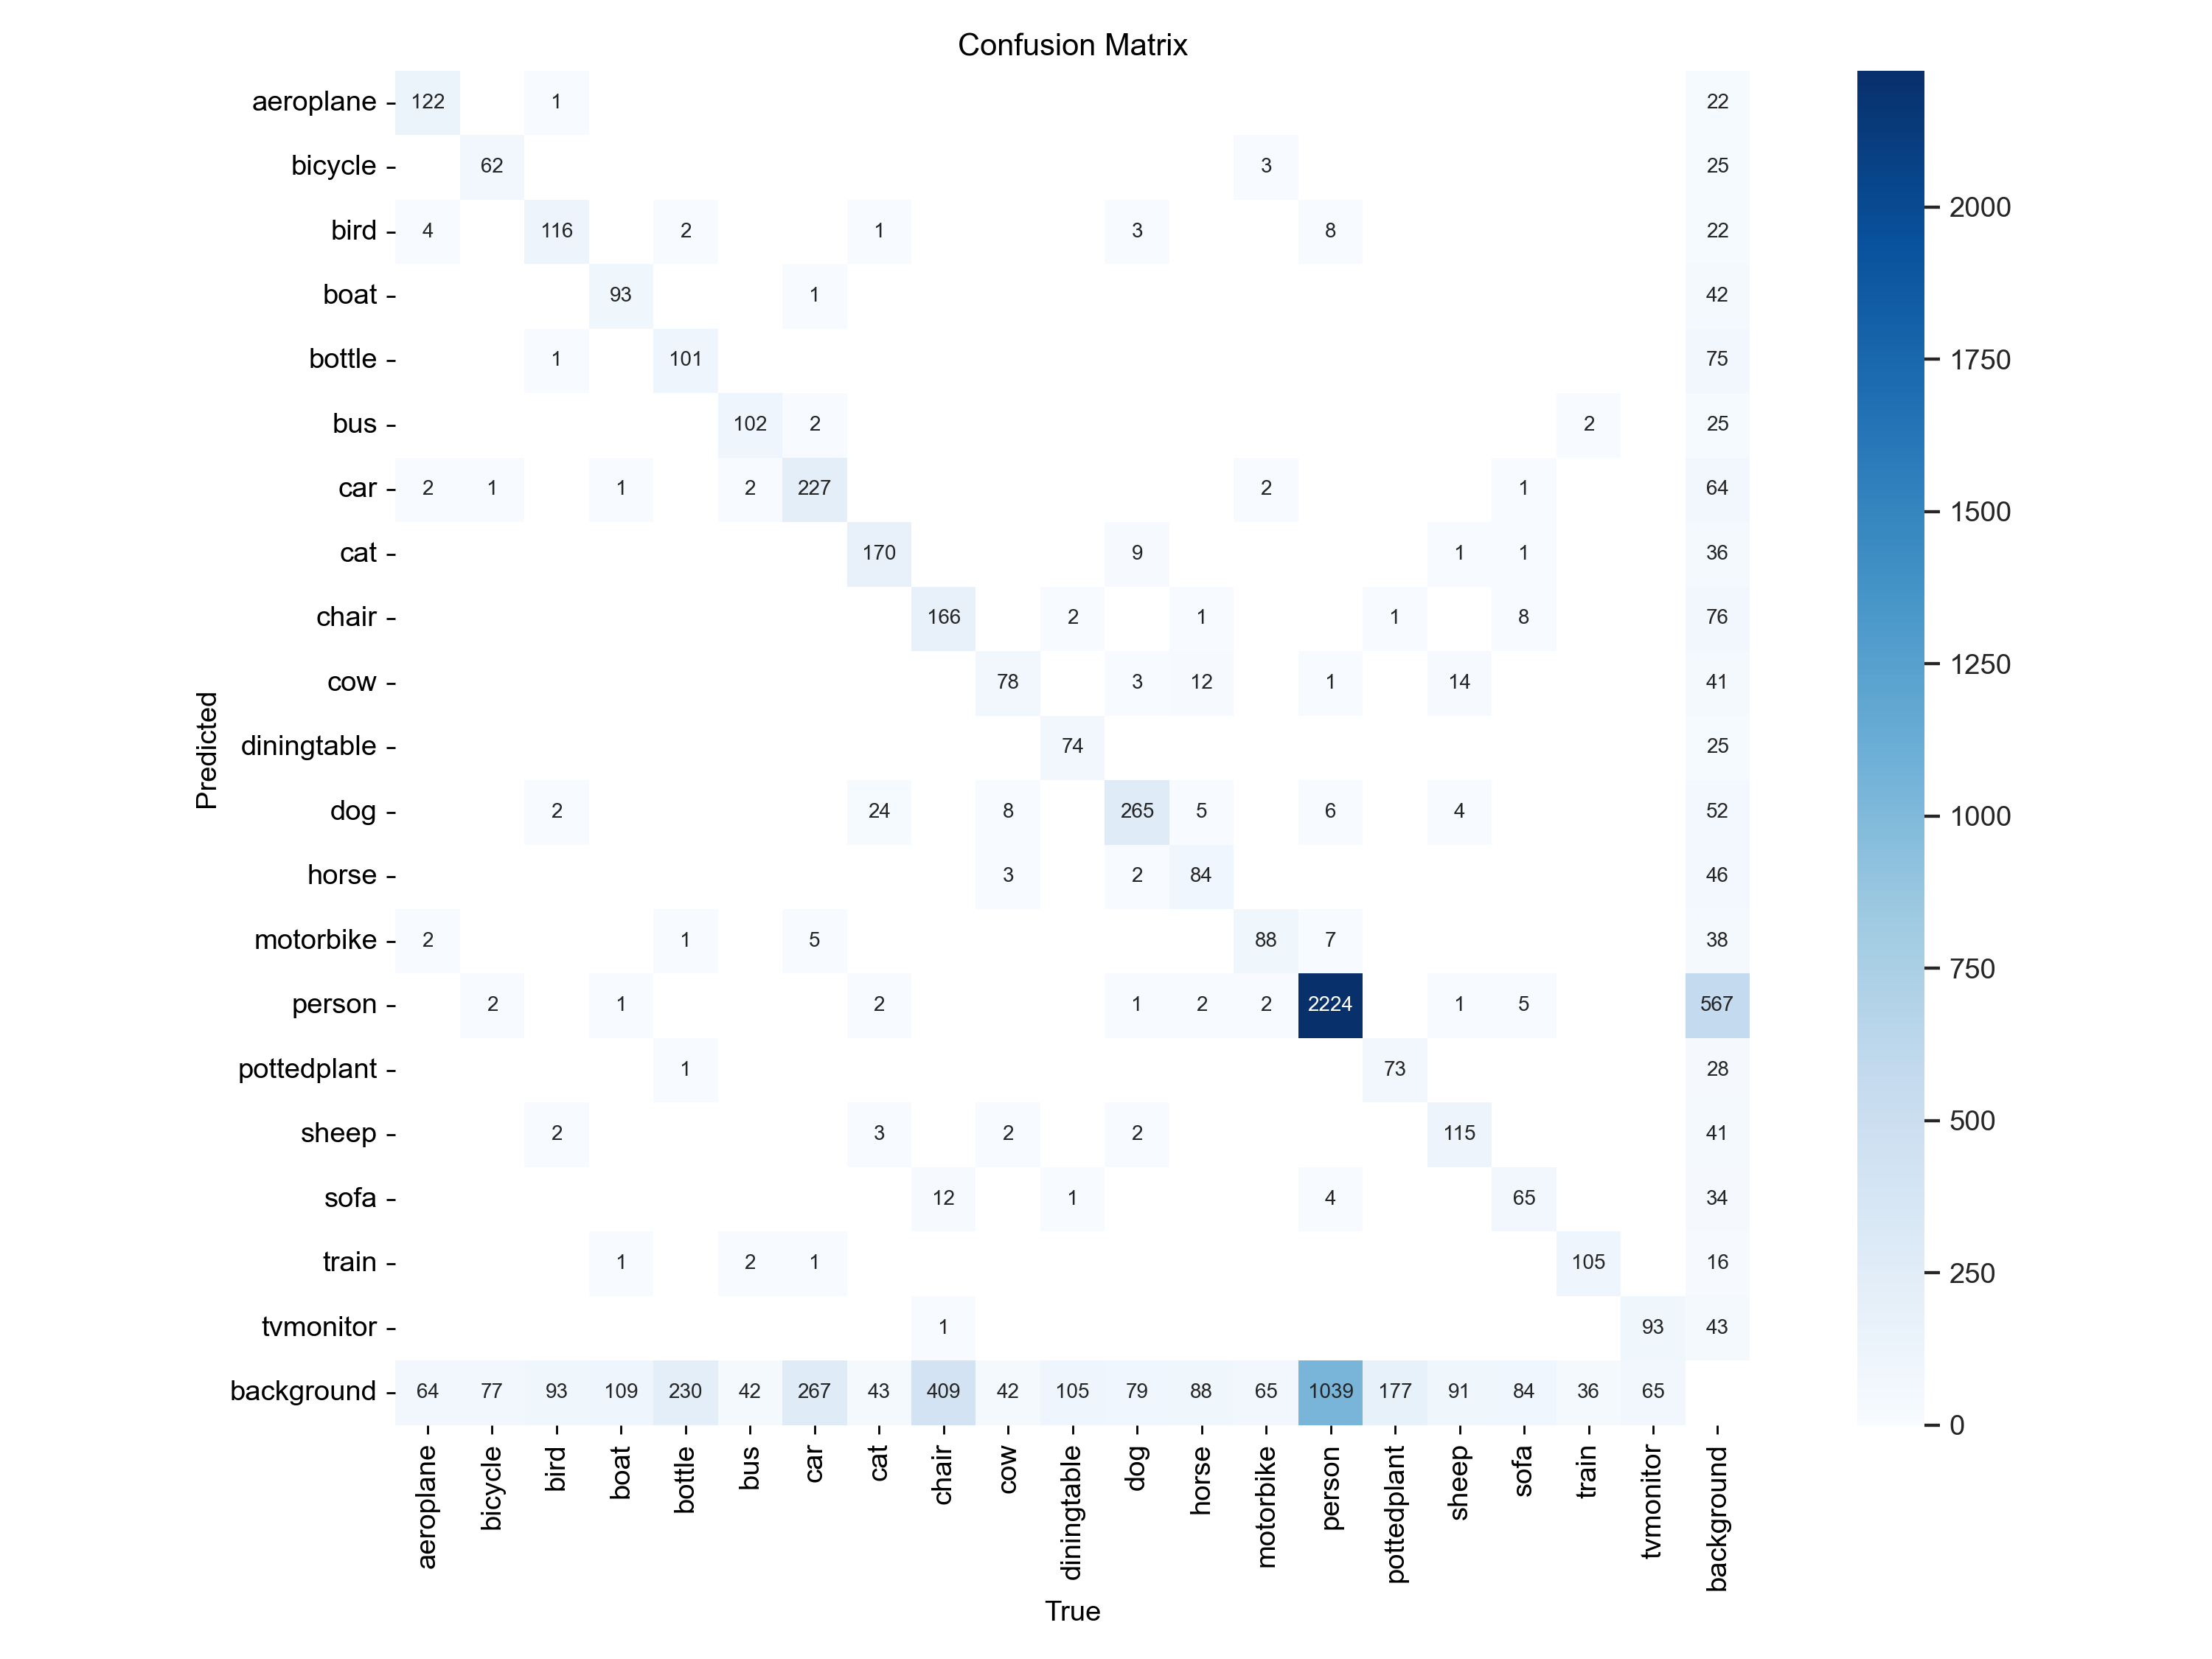 Confusion Matrix
aeroplane 122 1 22
bicycle 62 3 25
bird 4 116 2 1 3 8 22
boat 93 1 42
bottle 1 101 75
bus 102 2 2 25
car 2 1 1 2 227 2 1 64
cat 170 9 1 1 36
chair 166 2 1 1 8 76
cow 78 3 12 1 14 41
diningtable 74 25
dog 2 24 8 265 5 6 4 52
horse 3 2 84 46
motorbike 2 1 5 88 7 38
person 2 1 2 1 2 2 2224 1 5 567
pottedplant 1 73 28
sheep 2 3 2 2 115 41
sofa 12 1 4 65 34
train 1 2 1 105 16
tvmonitor 1 93 43
background 64 77 93 109 230 42 267 43 409 42 105 79 88 65 1039 177 91 84 36 65
aeroplane bicycle bird boat bottle bus car cat chair cow diningtable dog horse motorbike person pottedplant sheep sofa train tvmonitor background
True
Predicted
2000
1750
1500
1250
1000
750
500
250
0